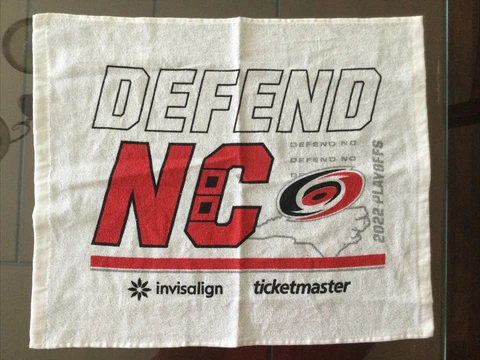 DEFEND
DEFEND NC
DEFEND NC
NC
2022 PLAYOFFS
invisalign
ticketmaster